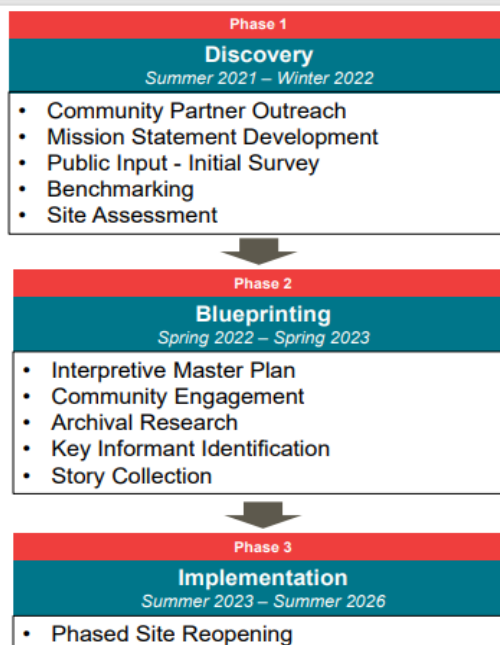 Phase 1
Discovery
Summer 2021 – Winter 2022
• Community Partner Outreach
• Mission Statement Development
• Public Input - Initial Survey
• Benchmarking
• Site Assessment
Phase 2
Blueprinting
Spring 2022 – Spring 2023
• Interpretive Master Plan
• Community Engagement
• Archival Research
• Key Informant Identification
• Story Collection
Phase 3
Implementation
Summer 2023 – Summer 2026
• Phased Site Reopening